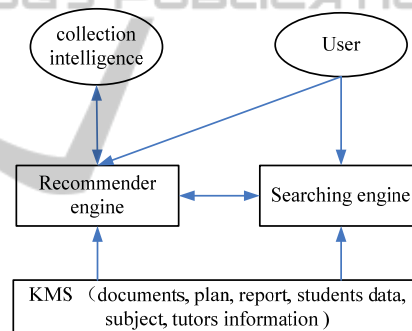 collection
intelligence
User
Recommender
engine
Searching engine
KMS （documents, plan, report, students data,
subject, tutors information )